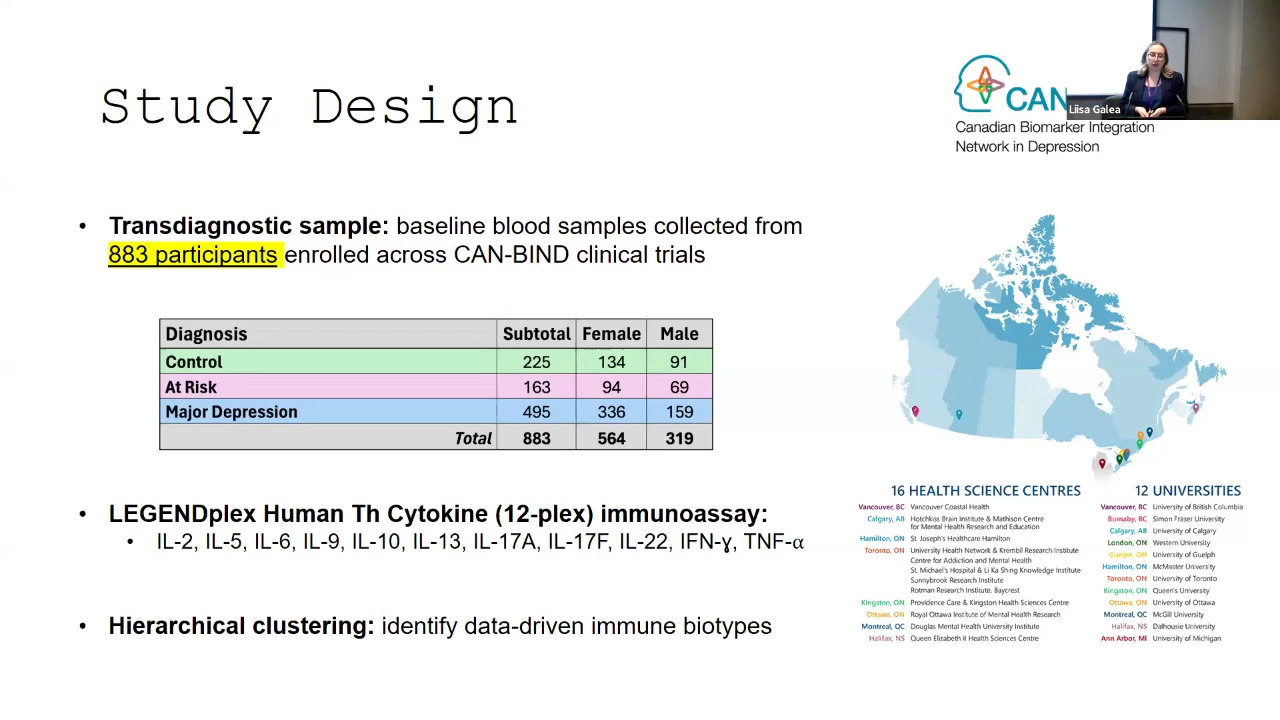 Study Design
CAN
Liisa Galea
Canadian Biomarker Integration
Network in Depression
• Transdiagnostic sample: baseline blood samples collected from
883 participants enrolled across CAN-BIND clinical trials
Diagnosis Subtotal Female Male
Control 225 134 91
At Risk 163 94 69
Major Depression 495 336 159
Total 883 564 319
• LEGENDplex Human Th Cytokine (12-plex) immunoassay:
• IL-2, IL-5, IL-6, IL-9, IL-10, IL-13, IL-17A, IL-17F, IL-22, IFN-ɣ, TNF-α
• Hierarchical clustering: identify data-driven immune biotypes
16 HEALTH SCIENCE CENTRES
Vancouver, BC Vancouver Coastal Health
Calgary, AB Hotchkiss Brain Institute & Mathison Centre
for Mental Health Research and Education
Hamilton, ON St. Joseph's Healthcare Hamilton
Toronto, ON University Health Network & Krembil Research Institute
Centre for Addiction and Mental Health
St. Michael's Hospital & Li Ka Shing Knowledge Institute
Sunnybrook Research Institute
Rotman Research Institute, Baycrest
Kingston, ON Providence Care & Kingston Health Sciences Centre
Ottawa, ON Royal Ottawa Institute of Mental Health Research
Montreal, QC Douglas Mental Health University Institute
Halifax, NS Queen Elizabeth II Health Sciences Centre
12 UNIVERSITIES
Vancouver, BC University of British Columbia
Burnaby, BC Simon Fraser University
Calgary, AB University of Calgary
London, ON Western University
Guelph, ON University of Guelph
Hamilton, ON McMaster University
Toronto, ON University of Toronto
Kingston, ON Queen's University
Ottawa, ON University of Ottawa
Montreal, QC McGill University
Halifax, NS Dalhousie University
Ann Arbor, MI University of Michigan